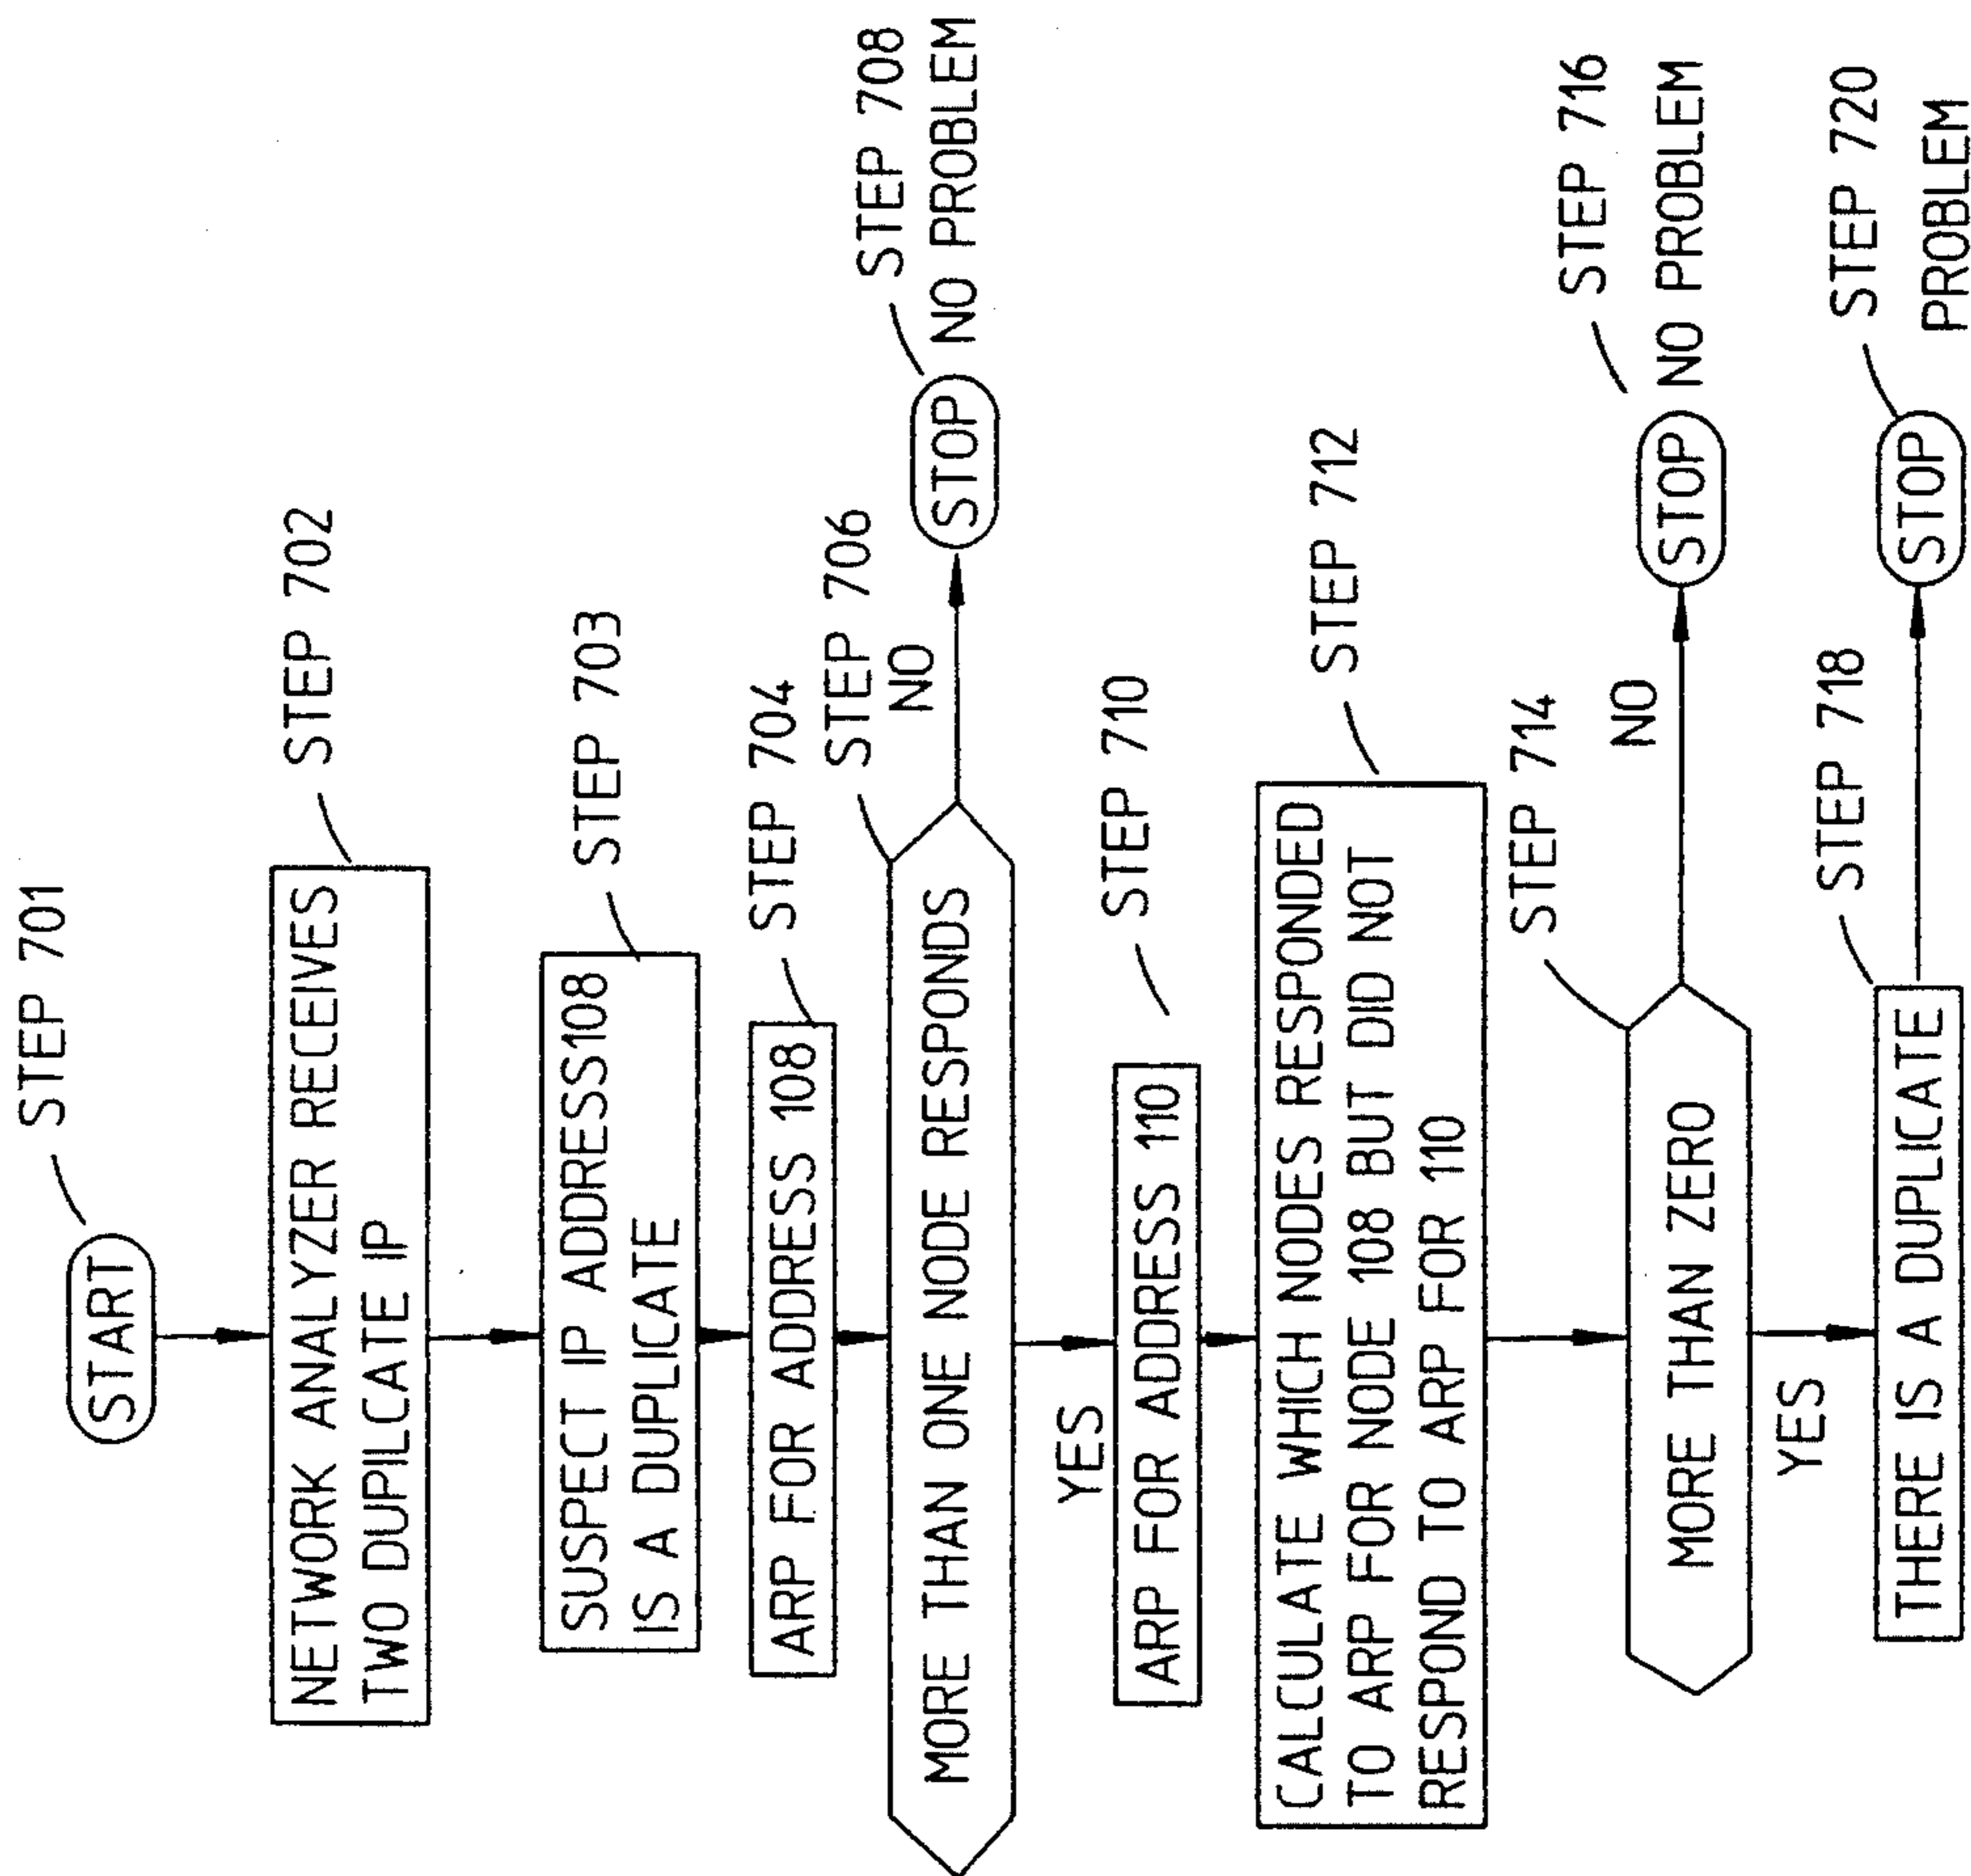 STEP 701
START
STEP 702
NETWORK ANALYZER RECEIVES
TWO DUPILCATE IP
STEP 703
SUSPECT IP ADDRESS108
IS A DUPLICATE
STEP 704
ARP FOR ADDRESS 108
STEP 706
MORE THAN ONE NODE RESPONDS
NO
STEP 708
STOP NO PROBLEM
YES
STEP 710
ARP FOR ADDRESS 110
STEP 712
CALCULATE WHICH NODES RESPONDED
TO ARP FOR NODE 108 BUT DID NOT
RESPOND TO ARP FOR 110
STEP 714
MORE THAN ZERO
NO
STEP 716
STOP NO PROBLEM
YES
STEP 718
THERE IS A DUPLICATE
STEP 720
STOP
PROBLEM